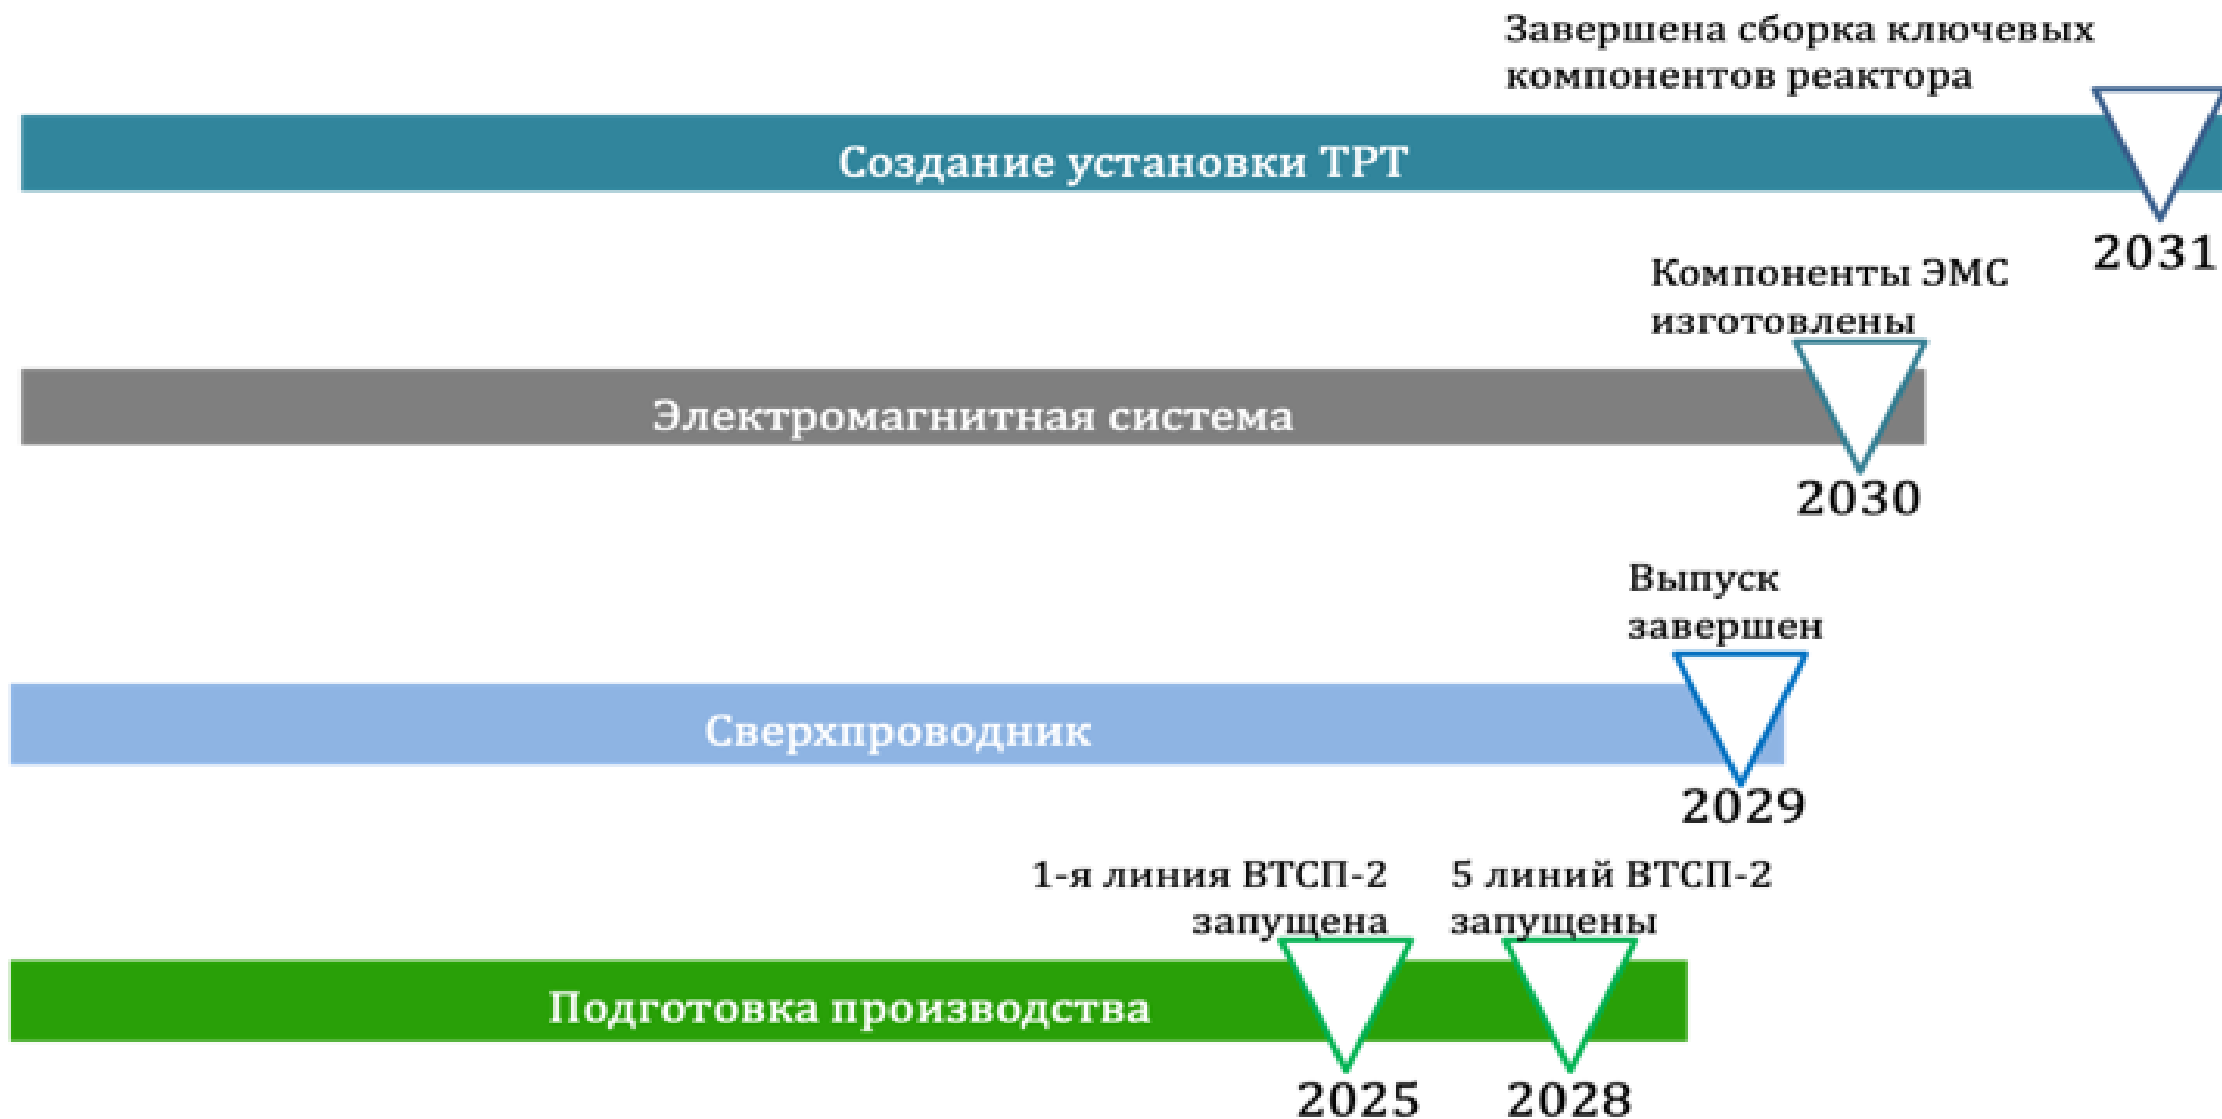 Завершена сборка ключевых
компонентов реактора
Создание установки ТРТ
2031
Компоненты ЭМС
изготовлены
Электромагнитная система
2030
Выпуск
завершен
Сверхпроводник
2029
1-я линия ВТСП-2
запущена
5 линий ВТСП-2
запущены
Подготовка производства
2025
2028